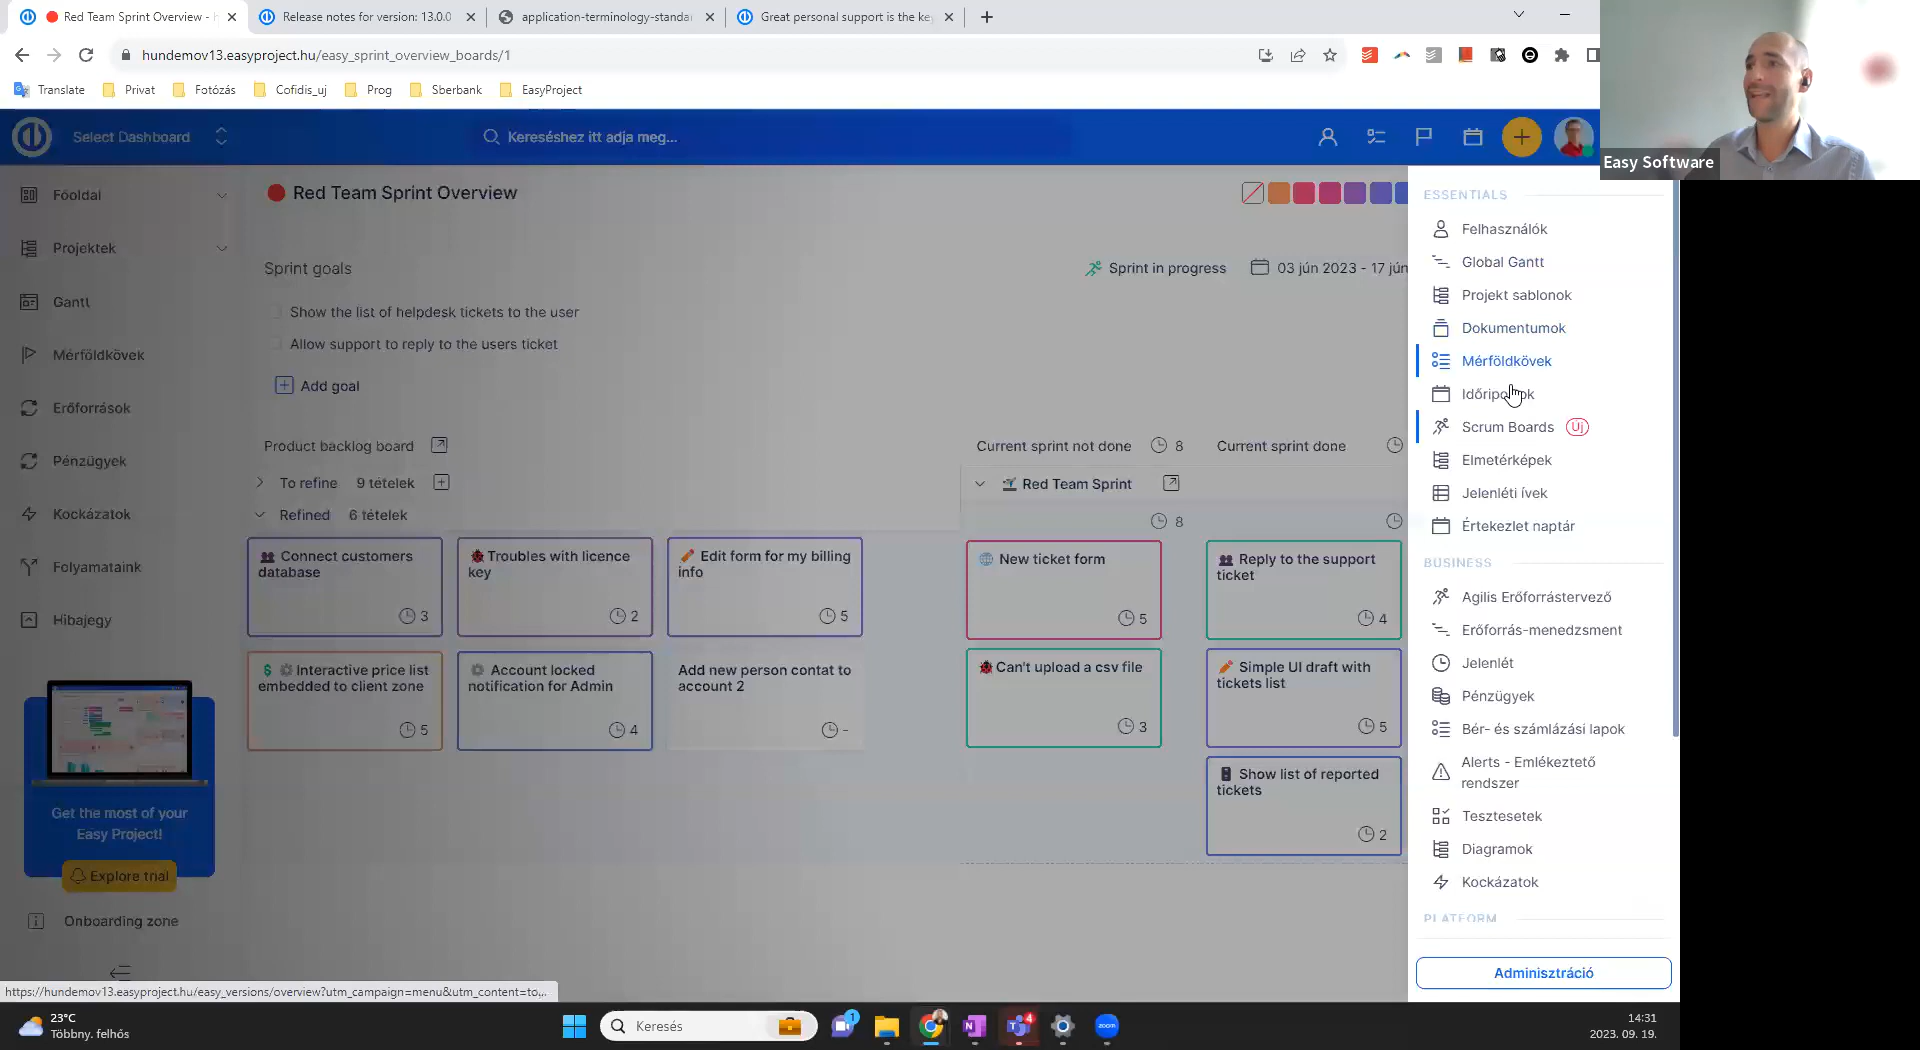 Red Team Sprint Overview - h
Release notes for version: 13.0.0
application-terminology-standa
Great personal support is the ke
hundemov13.easyproject.hu/easy_sprint_overview_boards/1
Translate
Privat
Fotózás
Cofidis_uj
Prog
Sberbank
EasyProject
Select Dashboard
Kereséshez itt adja meg...
Easy Software
Főoldal
Projektek
Gantt
Mérföldkövek
Erőforrások
Pénzügyek
Kockázatok
Folyamataink
Hibajegy
Get the most of your
Easy Project!
Explore trial
Onboarding zone
Red Team Sprint Overview
Sprint goals
Sprint in progress
03 jún 2023 - 17 jún
Show the list of helpdesk tickets to the user
Allow support to reply to the users ticket
Add goal
Product backlog board
Current sprint not done
8
Current sprint done
To refine 9 tételek
Refined 6 tételek
Red Team Sprint
8
Connect customers
database
3
Troubles with licence
key
2
Edit form for my billing
info
5
New ticket form
5
Reply to the support
ticket
4
Interactive price list
embedded to client zone
5
Account locked
notification for Admin
4
Add new person contat to
account 2
-
Can't upload a csv file
3
Simple UI draft with
tickets list
5
Show list of reported
tickets
2
ESSENTIALS
Felhasználók
Global Gantt
Projekt sablonok
Dokumentumok
Mérföldkövek
Scrum Boards
Új
Elmetérképek
Jelenléti ívek
Értekezlet naptár
BUSINESS
Agilis Erőforrástervező
Erőforrás-menedzsment
Jelenlét
Pénzügyek
Bér- és számlázási lapok
Alerts - Emlékeztető
rendszer
Tesztesetek
Diagramok
Kockázatok
PLATFORM
Adminisztráció
https://hundemov13.easyproject.hu/easy_versions/overview?utm_campaign=menu&utm_content=to...
23°C
Többny. felhős
Keresés
1
4
zoom
14:31
2023. 09. 19.